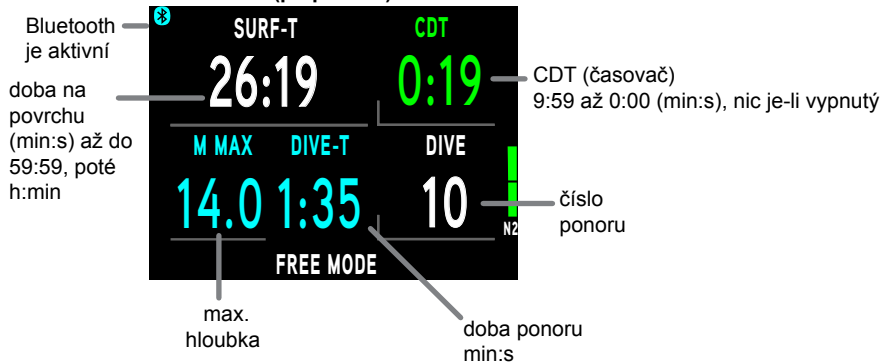 Bluetooth
je aktivní
doba na
povrchu
(min:s) až do
59:59, poté
h:min
SURF-T
CDT
26:19
0:19
CDT (časovač)
9:59 až 0:00 (min:s), nic je-li vypnutý
M MAX
DIVE-T
DIVE
14.0
1:35
10
N2
číslo
ponoru
FREE MODE
max.
hloubka
doba ponoru
min:s